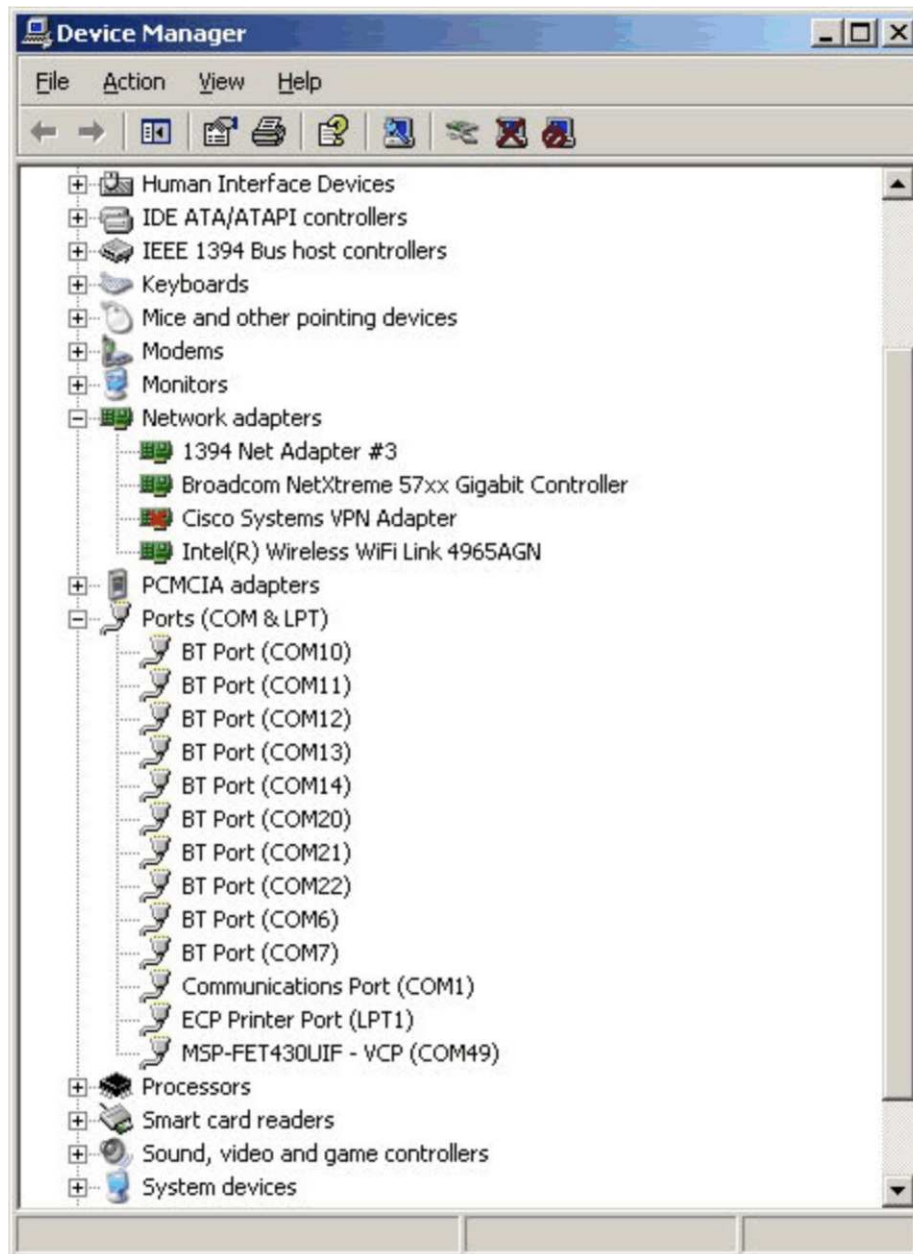 Device Manager
File Action View Help
Human Interface Devices
IDE ATA/ATAPI controllers
IEEE 1394 Bus host controllers
Keyboards
Mice and other pointing devices
Modems
Monitors
Network adapters
1394 Net Adapter #3
Broadcom NetXtreme 57xx Gigabit Controller
Cisco Systems VPN Adapter
Intel(R) Wireless WiFi Link 4965AGN
PCMCIA adapters
Ports (COM & LPT)
BT Port (COM10)
BT Port (COM11)
BT Port (COM12)
BT Port (COM13)
BT Port (COM14)
BT Port (COM20)
BT Port (COM21)
BT Port (COM22)
BT Port (COM6)
BT Port (COM7)
Communications Port (COM1)
ECP Printer Port (LPT1)
MSP-FET430UIF - VCP (COM49)
Processors
Smart card readers
Sound, video and game controllers
System devices